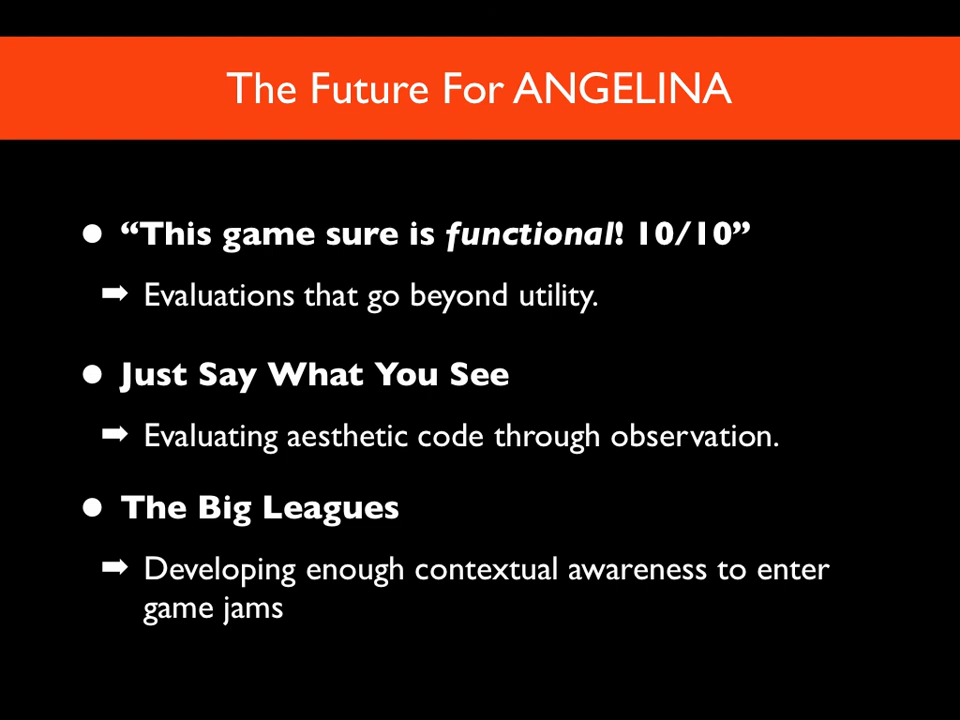 The Future For ANGELINA
• “This game sure is functional! 10/10”
➡ Evaluations that go beyond utility.
• Just Say What You See
➡ Evaluating aesthetic code through observation.
• The Big Leagues
➡ Developing enough contextual awareness to enter
game jams